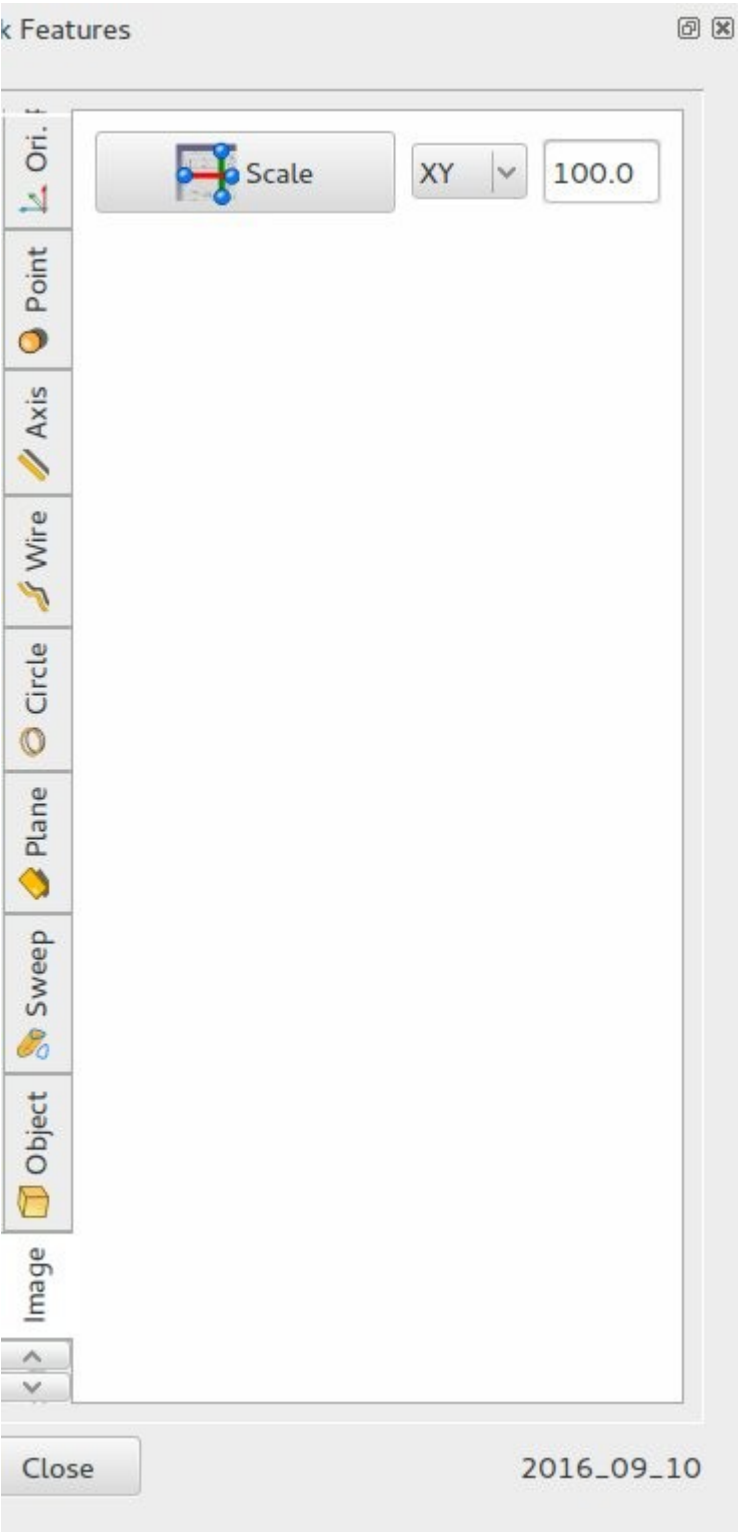 k Features
Ori.
Scale
XY
100.0
Point
Axis
Wire
Circle
Plane
Sweep
Object
Image
Close
2016_09_10